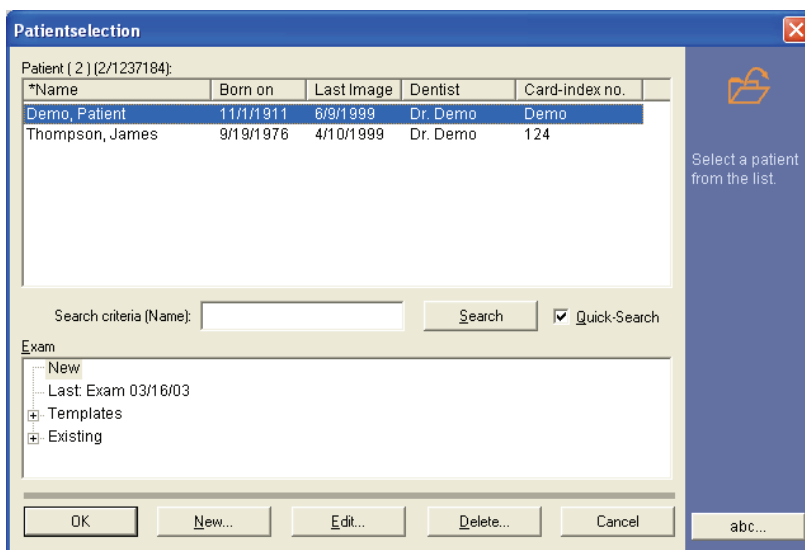 Patientselection
Patient ( 2 ) (2/1237184):
*Name Born on Last Image Dentist Card-index no.
Demo, Patient 11/1/1911 6/9/1999 Dr. Demo Demo
Thompson, James 9/19/1976 4/10/1999 Dr. Demo 124
Select a patient
from the list.
Search criteria (Name): Search Quick-Search
Exam
New
Last: Exam 03/16/03
Templates
Existing
OK New... Edit... Delete... Cancel abc...